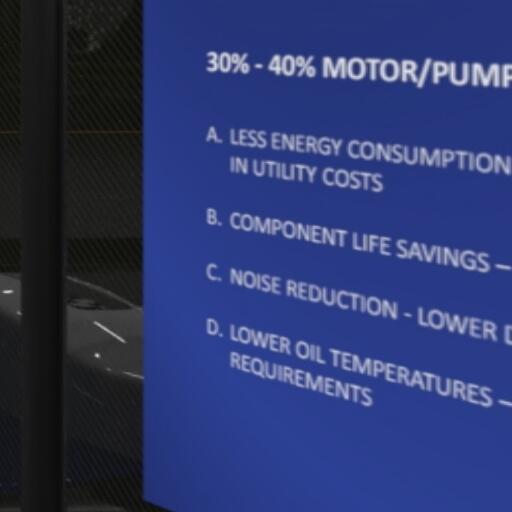 30% - 40% MOTOR/PUMP
A. LESS ENERGY CONSUMPTION
IN UTILITY COSTS
B. COMPONENT LIFE SAVINGS –
C. NOISE REDUCTION - LOWER D
D. LOWER OIL TEMPERATURES –
REQUIREMENTS